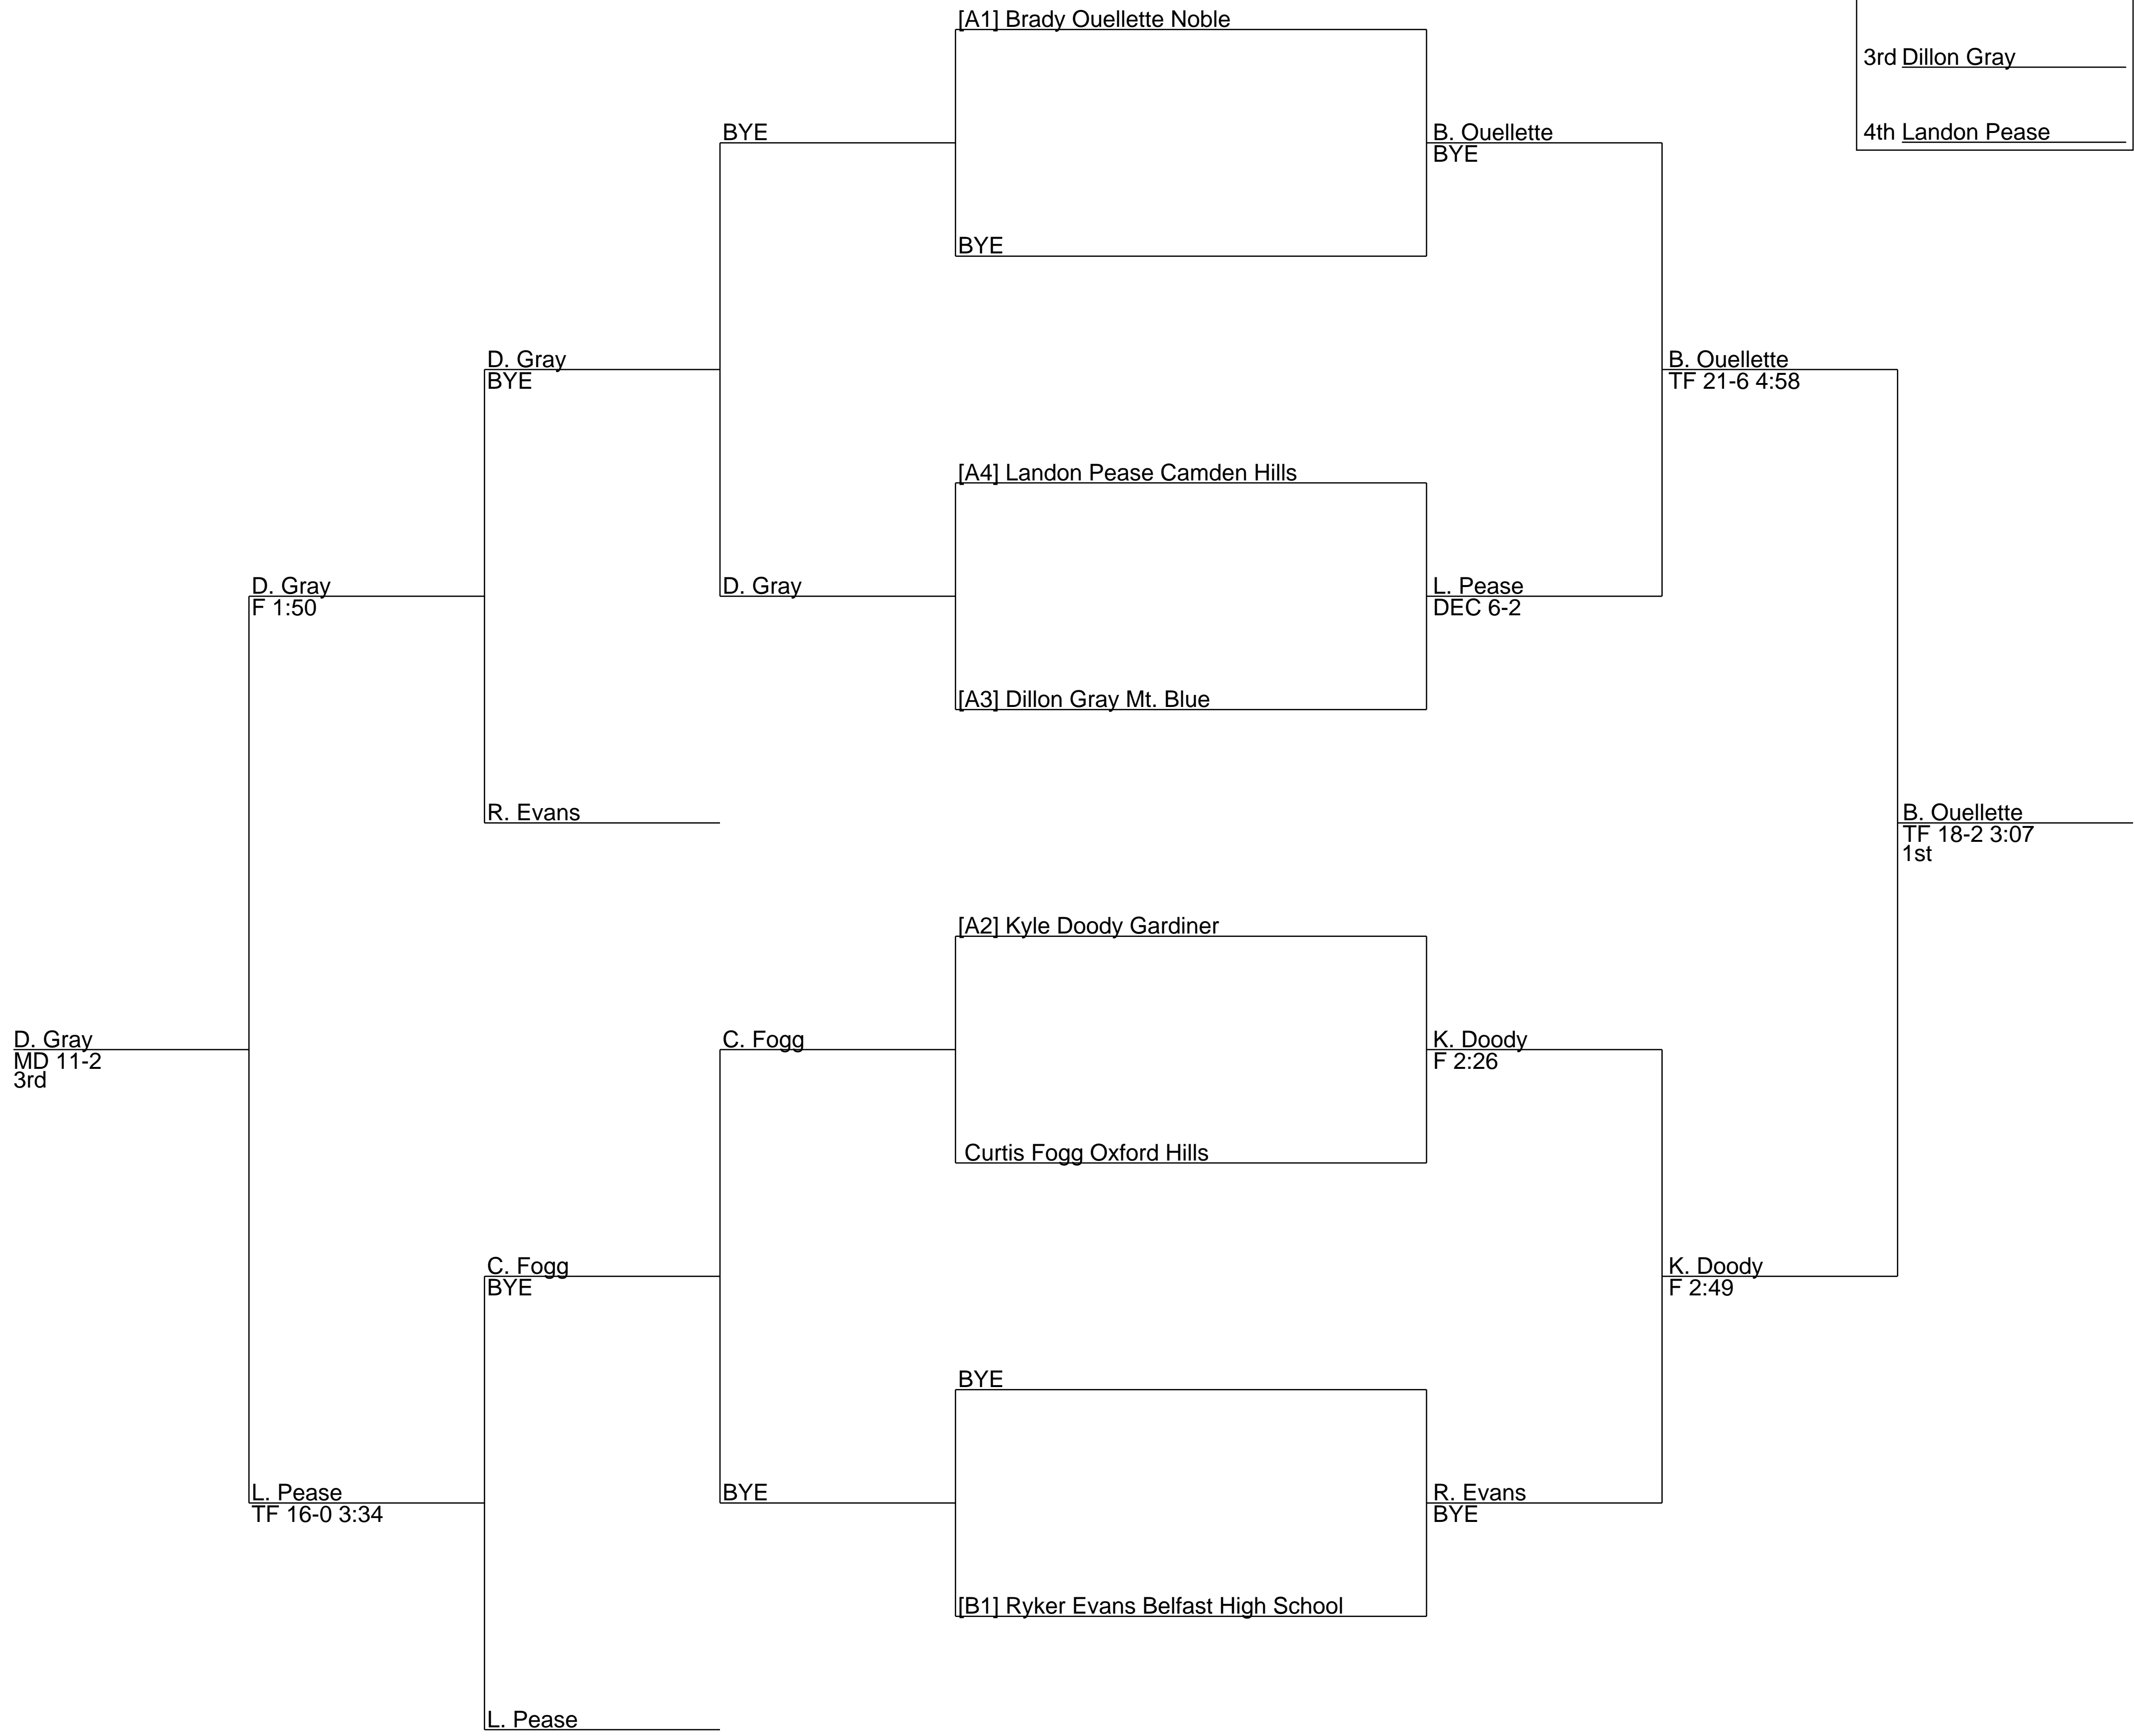 [A1] Brady Ouellette Noble
3rd Dillon Gray
BYE
B. Ouellette
BYE
4th Landon Pease
BYE
D. Gray
BYE
B. Ouellette
TF 21-6 4:58
[A4] Landon Pease Camden Hills
D. Gray
F 1:50
D. Gray
L. Pease
DEC 6-2
[A3] Dillon Gray Mt. Blue
R. Evans
B. Ouellette
TF 18-2 3:07
1st
[A2] Kyle Doody Gardiner
D. Gray
MD 11-2
3rd
C. Fogg
K. Doody
F 2:26
Curtis Fogg Oxford Hills
C. Fogg
BYE
K. Doody
F 2:49
BYE
L. Pease
TF 16-0 3:34
BYE
R. Evans
BYE
[B1] Ryker Evans Belfast High School
L. Pease